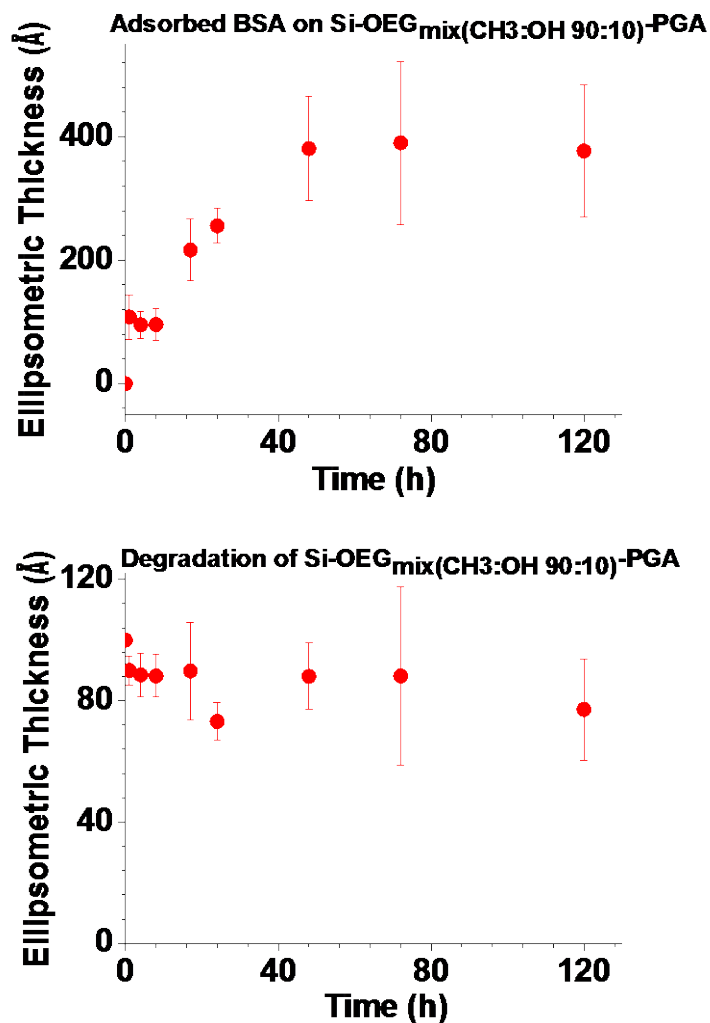 Adsorbed BSA on Si-OEGmix(CH3:OH 90:10)-PGA
Ellipsometric Thickness (Å)
400
200
0
0 40 80 120
Time (h)
Degradation of Si-OEGmix(CH3:OH 90:10)-PGA
Ellipsometric Thickness (Å)
120
80
40
0
0 40 80 120
Time (h)